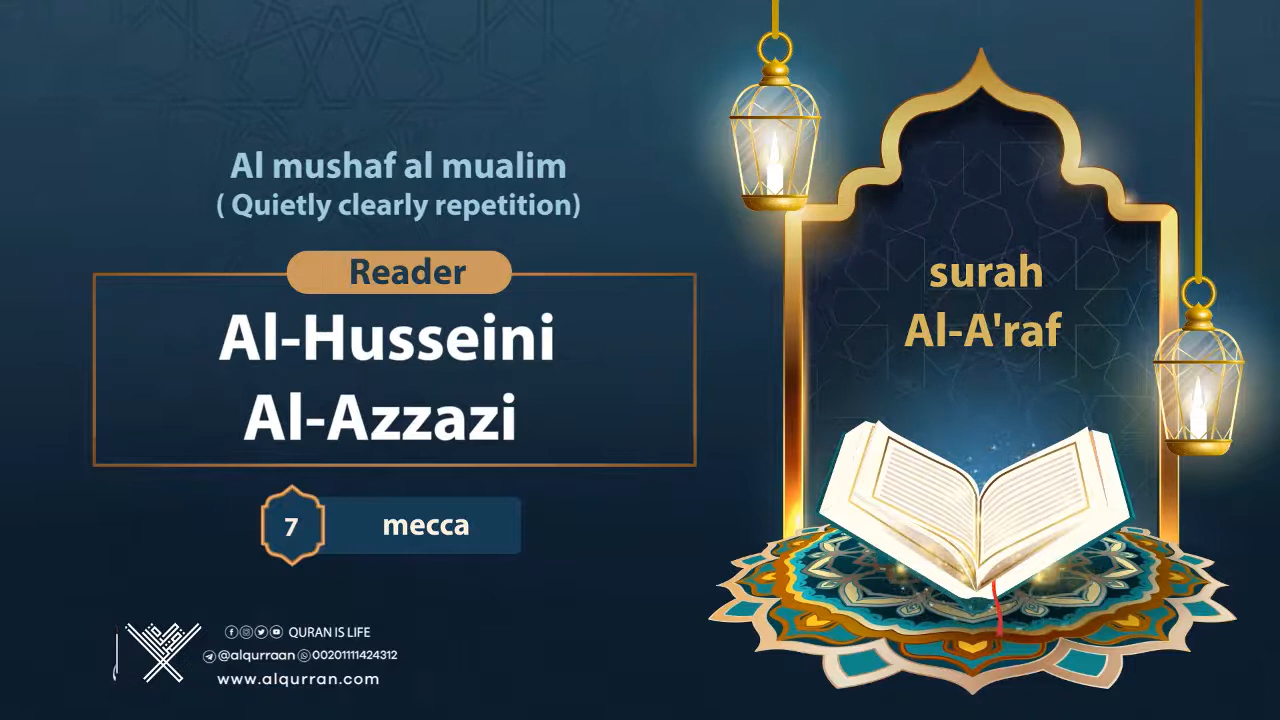 Al mushaf al mualim
( Quietly clearly repetition)
Reader
Al-Husseini
Al-Azzazi
7 mecca
surah
Al-A'raf
QURAN IS LIFE
@alqurraan 00201111424312
www.alqurran.com